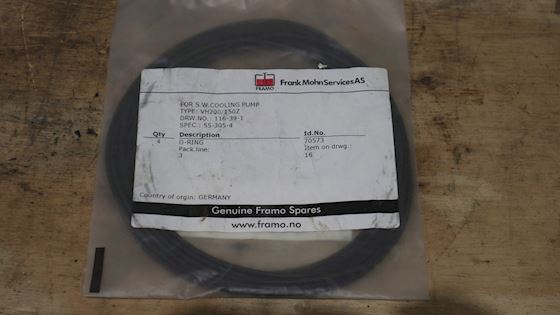 FRAMO
Frank Mohn Services AS
FOR S.W.COOLING PUMP
TYPE: VH200/150Z
DRW.NO.: 116-39-1
SPEC.: 55-305-4
Qty Description Id.No.
4 O-RING 70573
Pack.line: Item on drwg.:
3 16
Country of orgin: GERMANY
Genuine Framo Spares
www.framo.no